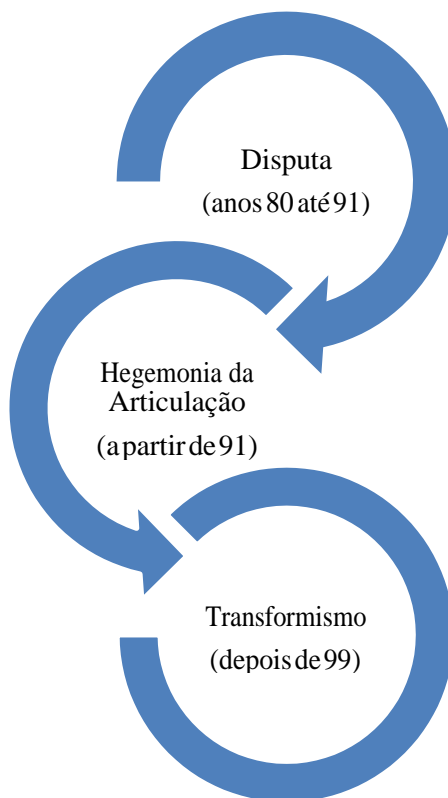 Disputa
(anos 80 até 91)
Hegemonia da
Articulação
(a partir de 91)
Transformismo
(depois de 99)